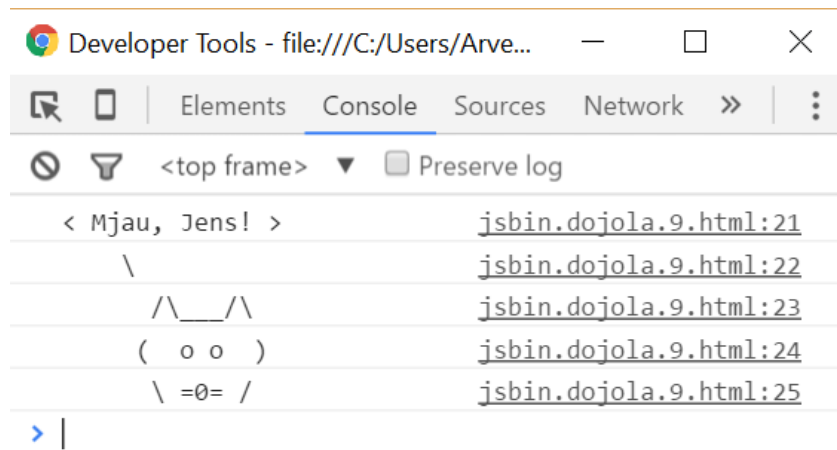 Developer Tools - file:///C:/Users/Arve...
Elements Console Sources Network »
<top frame> ▼ Preserve log
< Mjau, Jens! > jsbin.dojola.9.html:21
\ jsbin.dojola.9.html:22
/\___/\ jsbin.dojola.9.html:23
(  o o  ) jsbin.dojola.9.html:24
\ =0= / jsbin.dojola.9.html:25
>